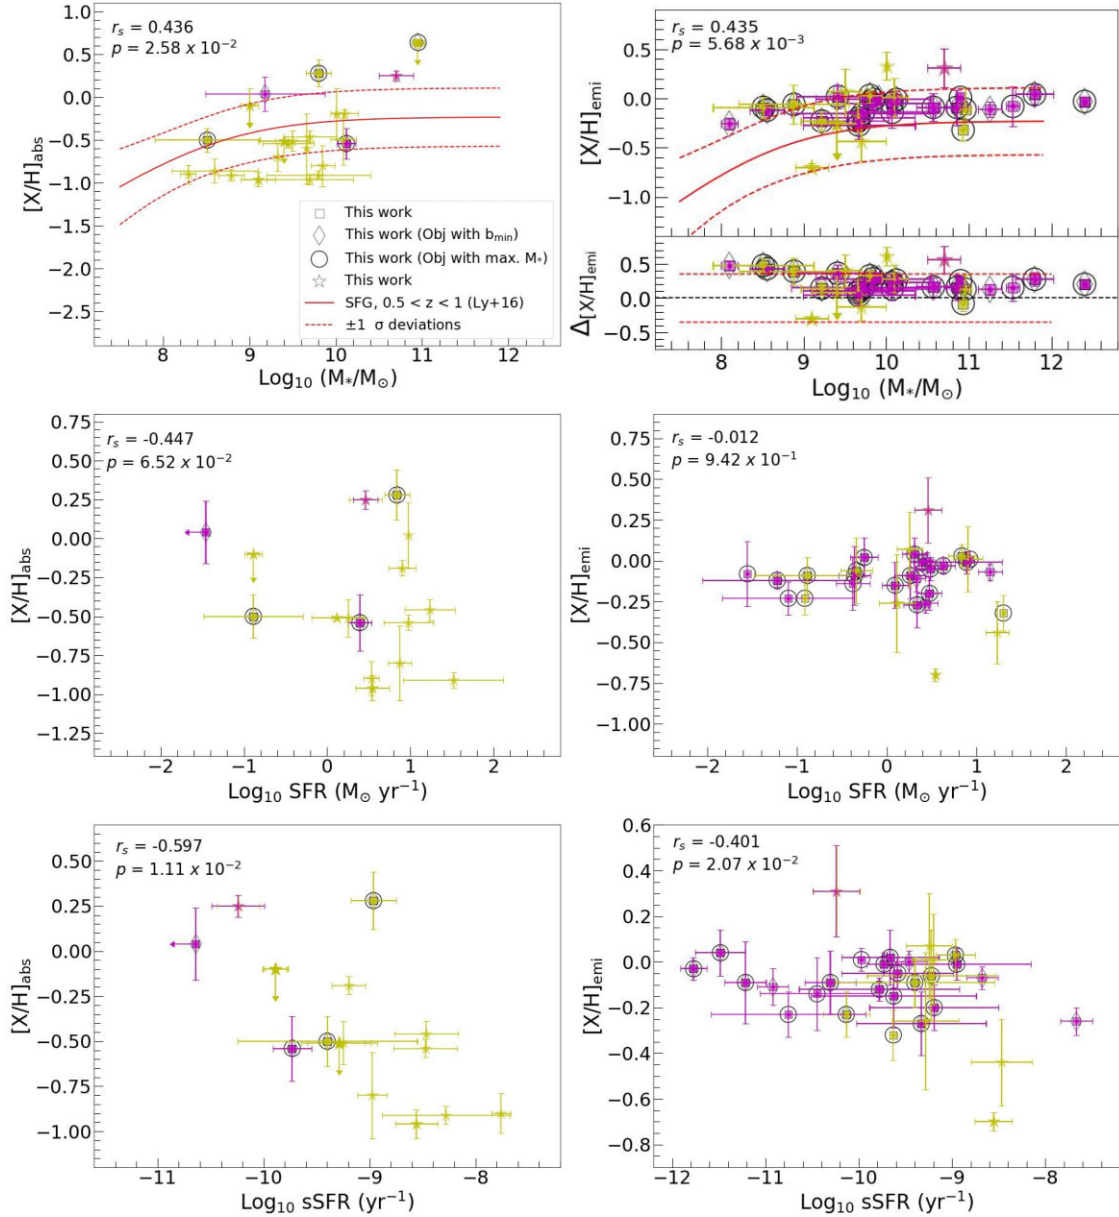 r_s = 0.436
p = 2.58 x 10⁻²
1.0
0.5
0.0
−0.5
−1.0
−1.5
−2.0
−2.5
[X/H]abs
This work
This work (Obj with b_min)
This work (Obj with max. M*)
This work
SFG, 0.5 < z < 1 (Ly+16)
±1 σ deviations
8 9 10 11 12
Log₁₀ (M*/M⊙)
r_s = 0.435
p = 5.68 x 10⁻³
0.5
0.0
−0.5
−1.0
[X/H]emi
0.5
0.0
−0.5
Δ[X/H]emi
8 9 10 11 12
Log₁₀ (M*/M⊙)
r_s = -0.447
p = 6.52 x 10⁻²
0.75
0.50
0.25
0.00
−0.25
−0.50
−0.75
−1.00
−1.25
[X/H]abs
−2 −1 0 1 2
Log₁₀ SFR (M⊙ yr⁻¹)
r_s = -0.012
p = 9.42 x 10⁻¹
0.75
0.50
0.25
0.00
−0.25
−0.50
−0.75
−1.00
[X/H]emi
−2 −1 0 1 2
Log₁₀ SFR (M⊙ yr⁻¹)
r_s = -0.597
p = 1.11 x 10⁻²
0.50
0.25
0.00
−0.25
−0.50
−0.75
−1.00
[X/H]abs
−11 −10 −9 −8
Log₁₀ sSFR (yr⁻¹)
r_s = -0.401
p = 2.07 x 10⁻²
0.6
0.4
0.2
0.0
−0.2
−0.4
−0.6
−0.8
[X/H]emi
−12 −11 −10 −9 −8
Log₁₀ sSFR (yr⁻¹)